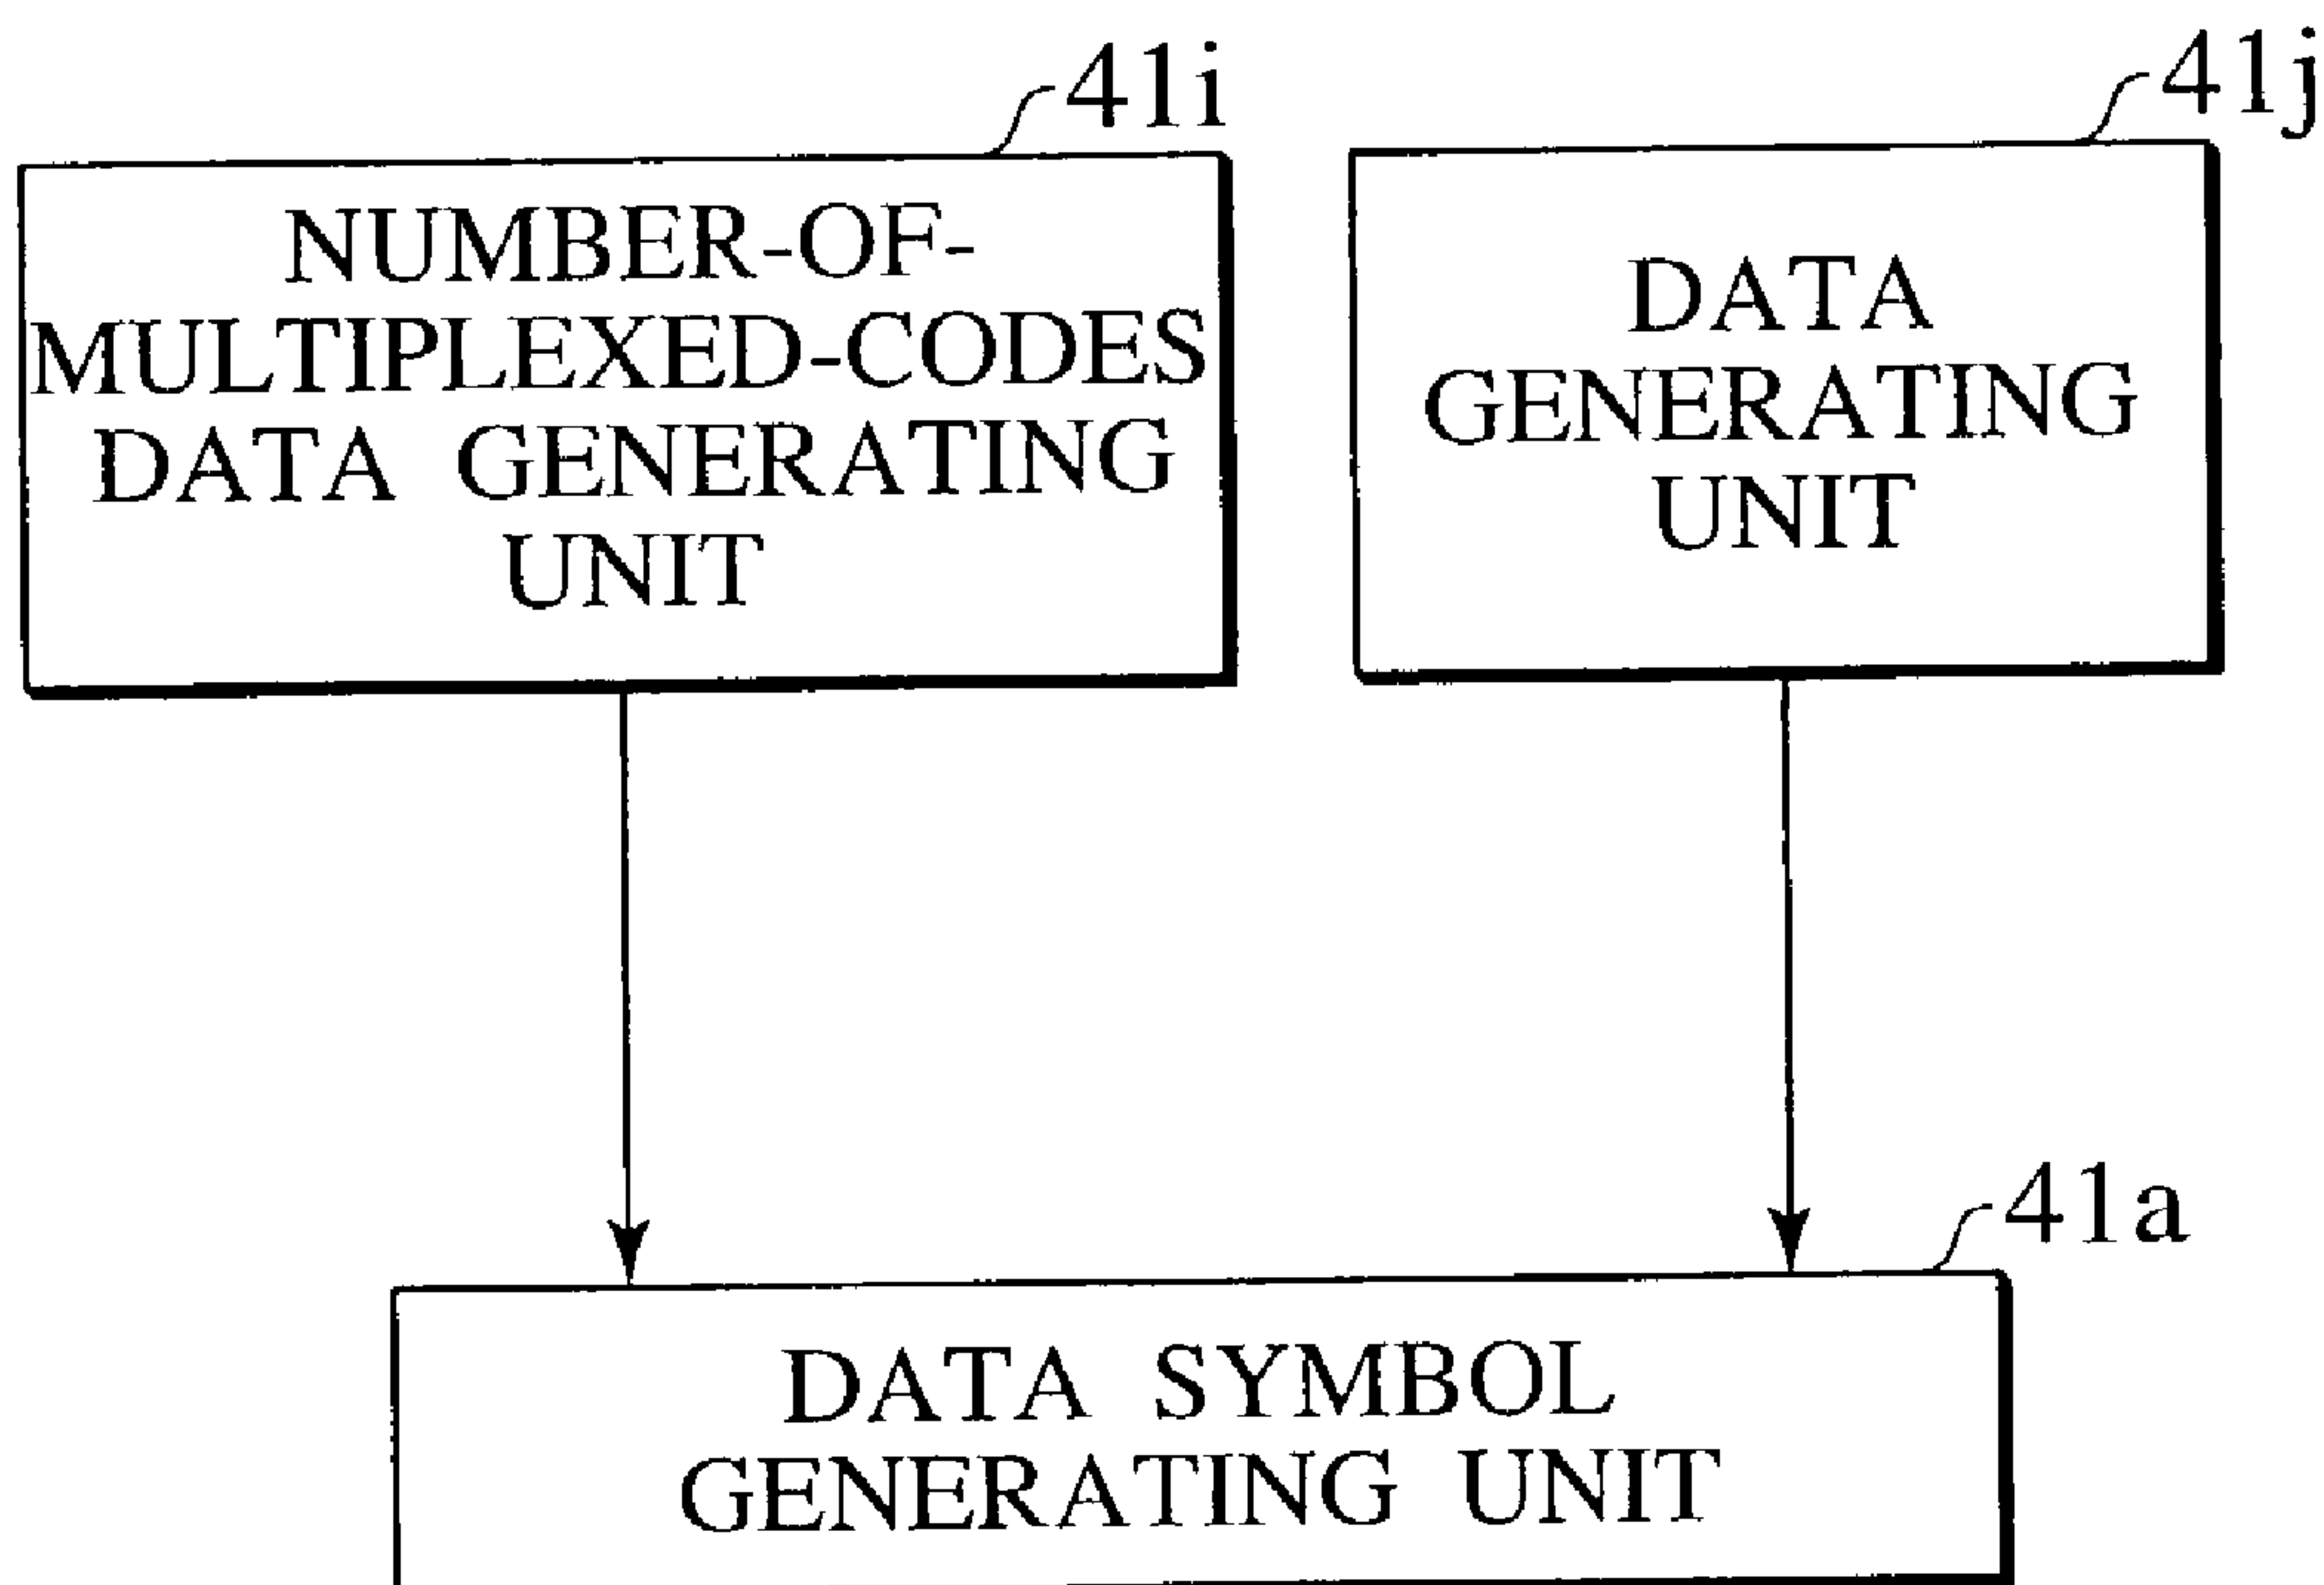 41i
NUMBER-OF-
MULTIPLEXED-CODES
DATA GENERATING
UNIT
41j
DATA
GENERATING
UNIT
41a
DATA SYMBOL
GENERATING UNIT